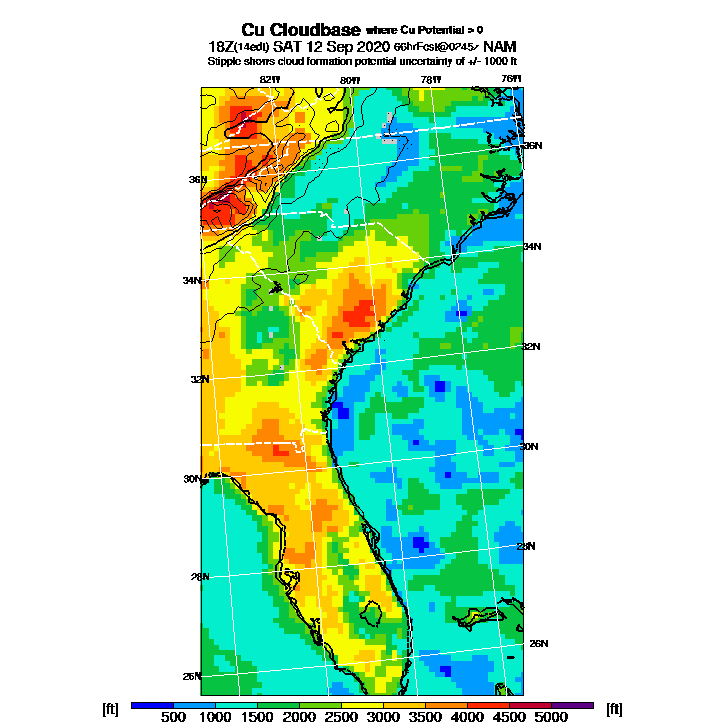 Cu Cloudbase where Cu Potential > 0
18Z(14edt) SAT 12 Sep 2020 66hrFcst@0245z NAM
Stipple shows cloud formation potential uncertainty of +/- 1000 ft
82W 80W 78W 76W
36N
36N
34N
34N
32N
32N
30N
30N
28N
28N
26N
26N
[ft] 500 1000 1500 2000 2500 3000 3500 4000 4500 5000 [ft]